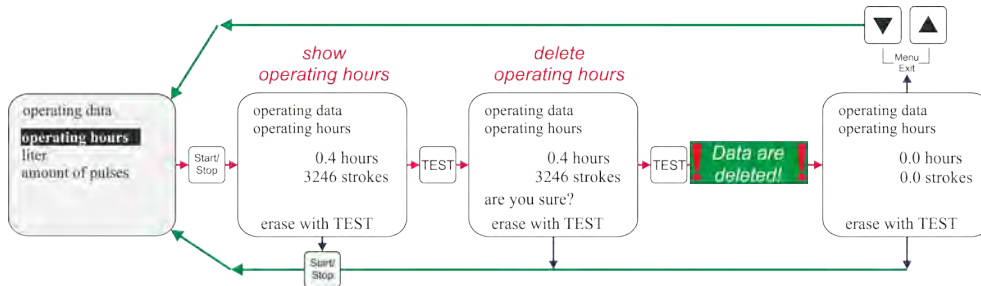 Menu
Exit
show
operating hours
delete
operating hours
operating data
operating hours
liter
amount of pulses
Start/
Stop
operating data
operating hours
0.4 hours
3246 strokes
erase with TEST
TEST
operating data
operating hours
0.4 hours
3246 strokes
are you sure?
erase with TEST
TEST
! Data are !
deleted!
operating data
operating hours
0.0 hours
0.0 strokes
erase with TEST
Start/
Stop